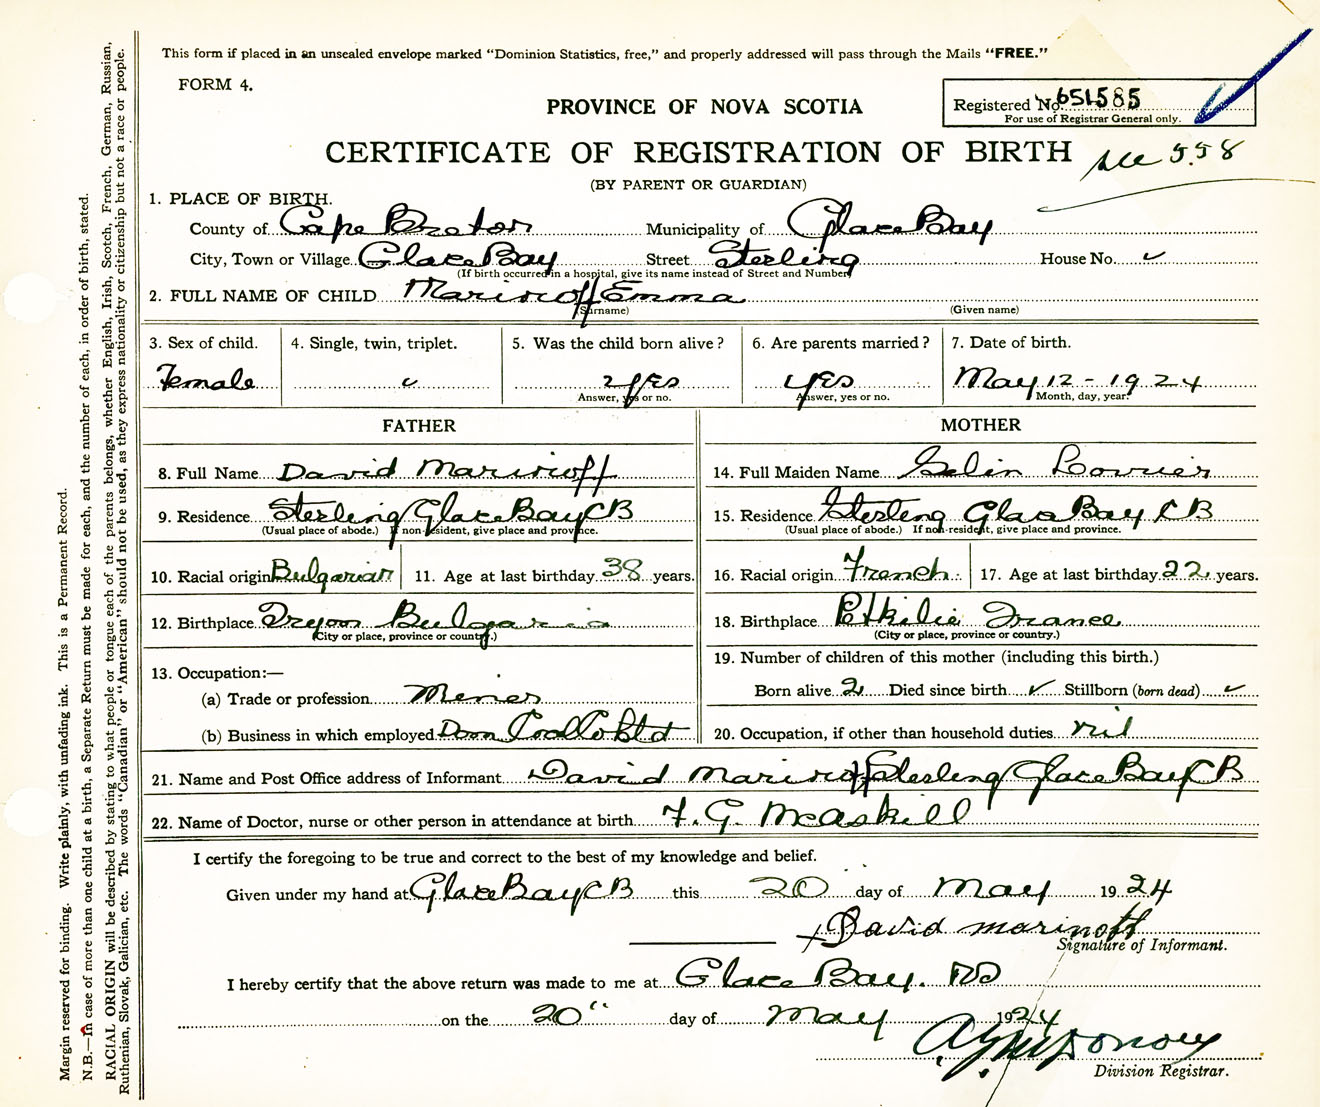 This form if placed in an unsealed envelope marked "Dominion Statistics, free," and properly addressed will pass through the Mails "FREE."
FORM 4.
PROVINCE OF NOVA SCOTIA
Registered No. 651585
For use of Registrar General only.
CERTIFICATE OF REGISTRATION OF BIRTH
see 558
(BY PARENT OR GUARDIAN)
1. PLACE OF BIRTH.
County of Cape Breton Municipality of Glace Bay
City, Town or Village Glace Bay Street Sterling House No. ✓
(If birth occurred in a hospital, give its name instead of Street and Number)
2. FULL NAME OF CHILD Marinoff Emma
(Surname) (Given name)
3. Sex of child. 4. Single, twin, triplet. 5. Was the child born alive? 6. Are parents married? 7. Date of birth.
Female ✓ yes yes May 12 - 1924
Answer, yes or no. Answer, yes or no. Month, day, year.
FATHER MOTHER
8. Full Name David Marinoff 14. Full Maiden Name
9. Residence Sterling Glace Bay CB 15. Residence Sterling Glace Bay CB
(Usual place of abode.) If non-resident, give place and province. (Usual place of abode.) If non-resident, give place and province.
10. Racial origin Bulgarian 11. Age at last birthday 38 years. 16. Racial origin French 17. Age at last birthday 22 years.
12. Birthplace Bulgaria 18. Birthplace France
(City or place, province or country.) (City or place, province or country.)
13. Occupation:— 19. Number of children of this mother (including this birth.)
(a) Trade or profession Miner Born alive 2 Died since birth ✓ Stillborn (born dead) ✓
(b) Business in which employed Dom Coal Co Ltd 20. Occupation, if other than household duties nil
21. Name and Post Office address of Informant David Marinoff Sterling Glace Bay CB
22. Name of Doctor, nurse or other person in attendance at birth F. G. McAskill
I certify the foregoing to be true and correct to the best of my knowledge and belief.
Given under my hand at Glace Bay CB this 20 day of May 1924
David Marinoff
Signature of Informant.
I hereby certify that the above return was made to me at Glace Bay.
on the 20" day of May 1924
Division Registrar.
Margin reserved for binding. Write plainly, with unfading ink. This is a Permanent Record.
N.B.—In case of more than one child at a birth, a Separate Return must be made for each, and the number of each, in order of birth, stated.
RACIAL ORIGIN will be described by stating to what people or tongue each of the parents belongs, whether English, Irish, Scotch, French, German, Russian,
Ruthenian, Slovak, Galician, etc. The words "Canadian" or "American" should not be used, as they express nationality or citizenship but not a race or people.